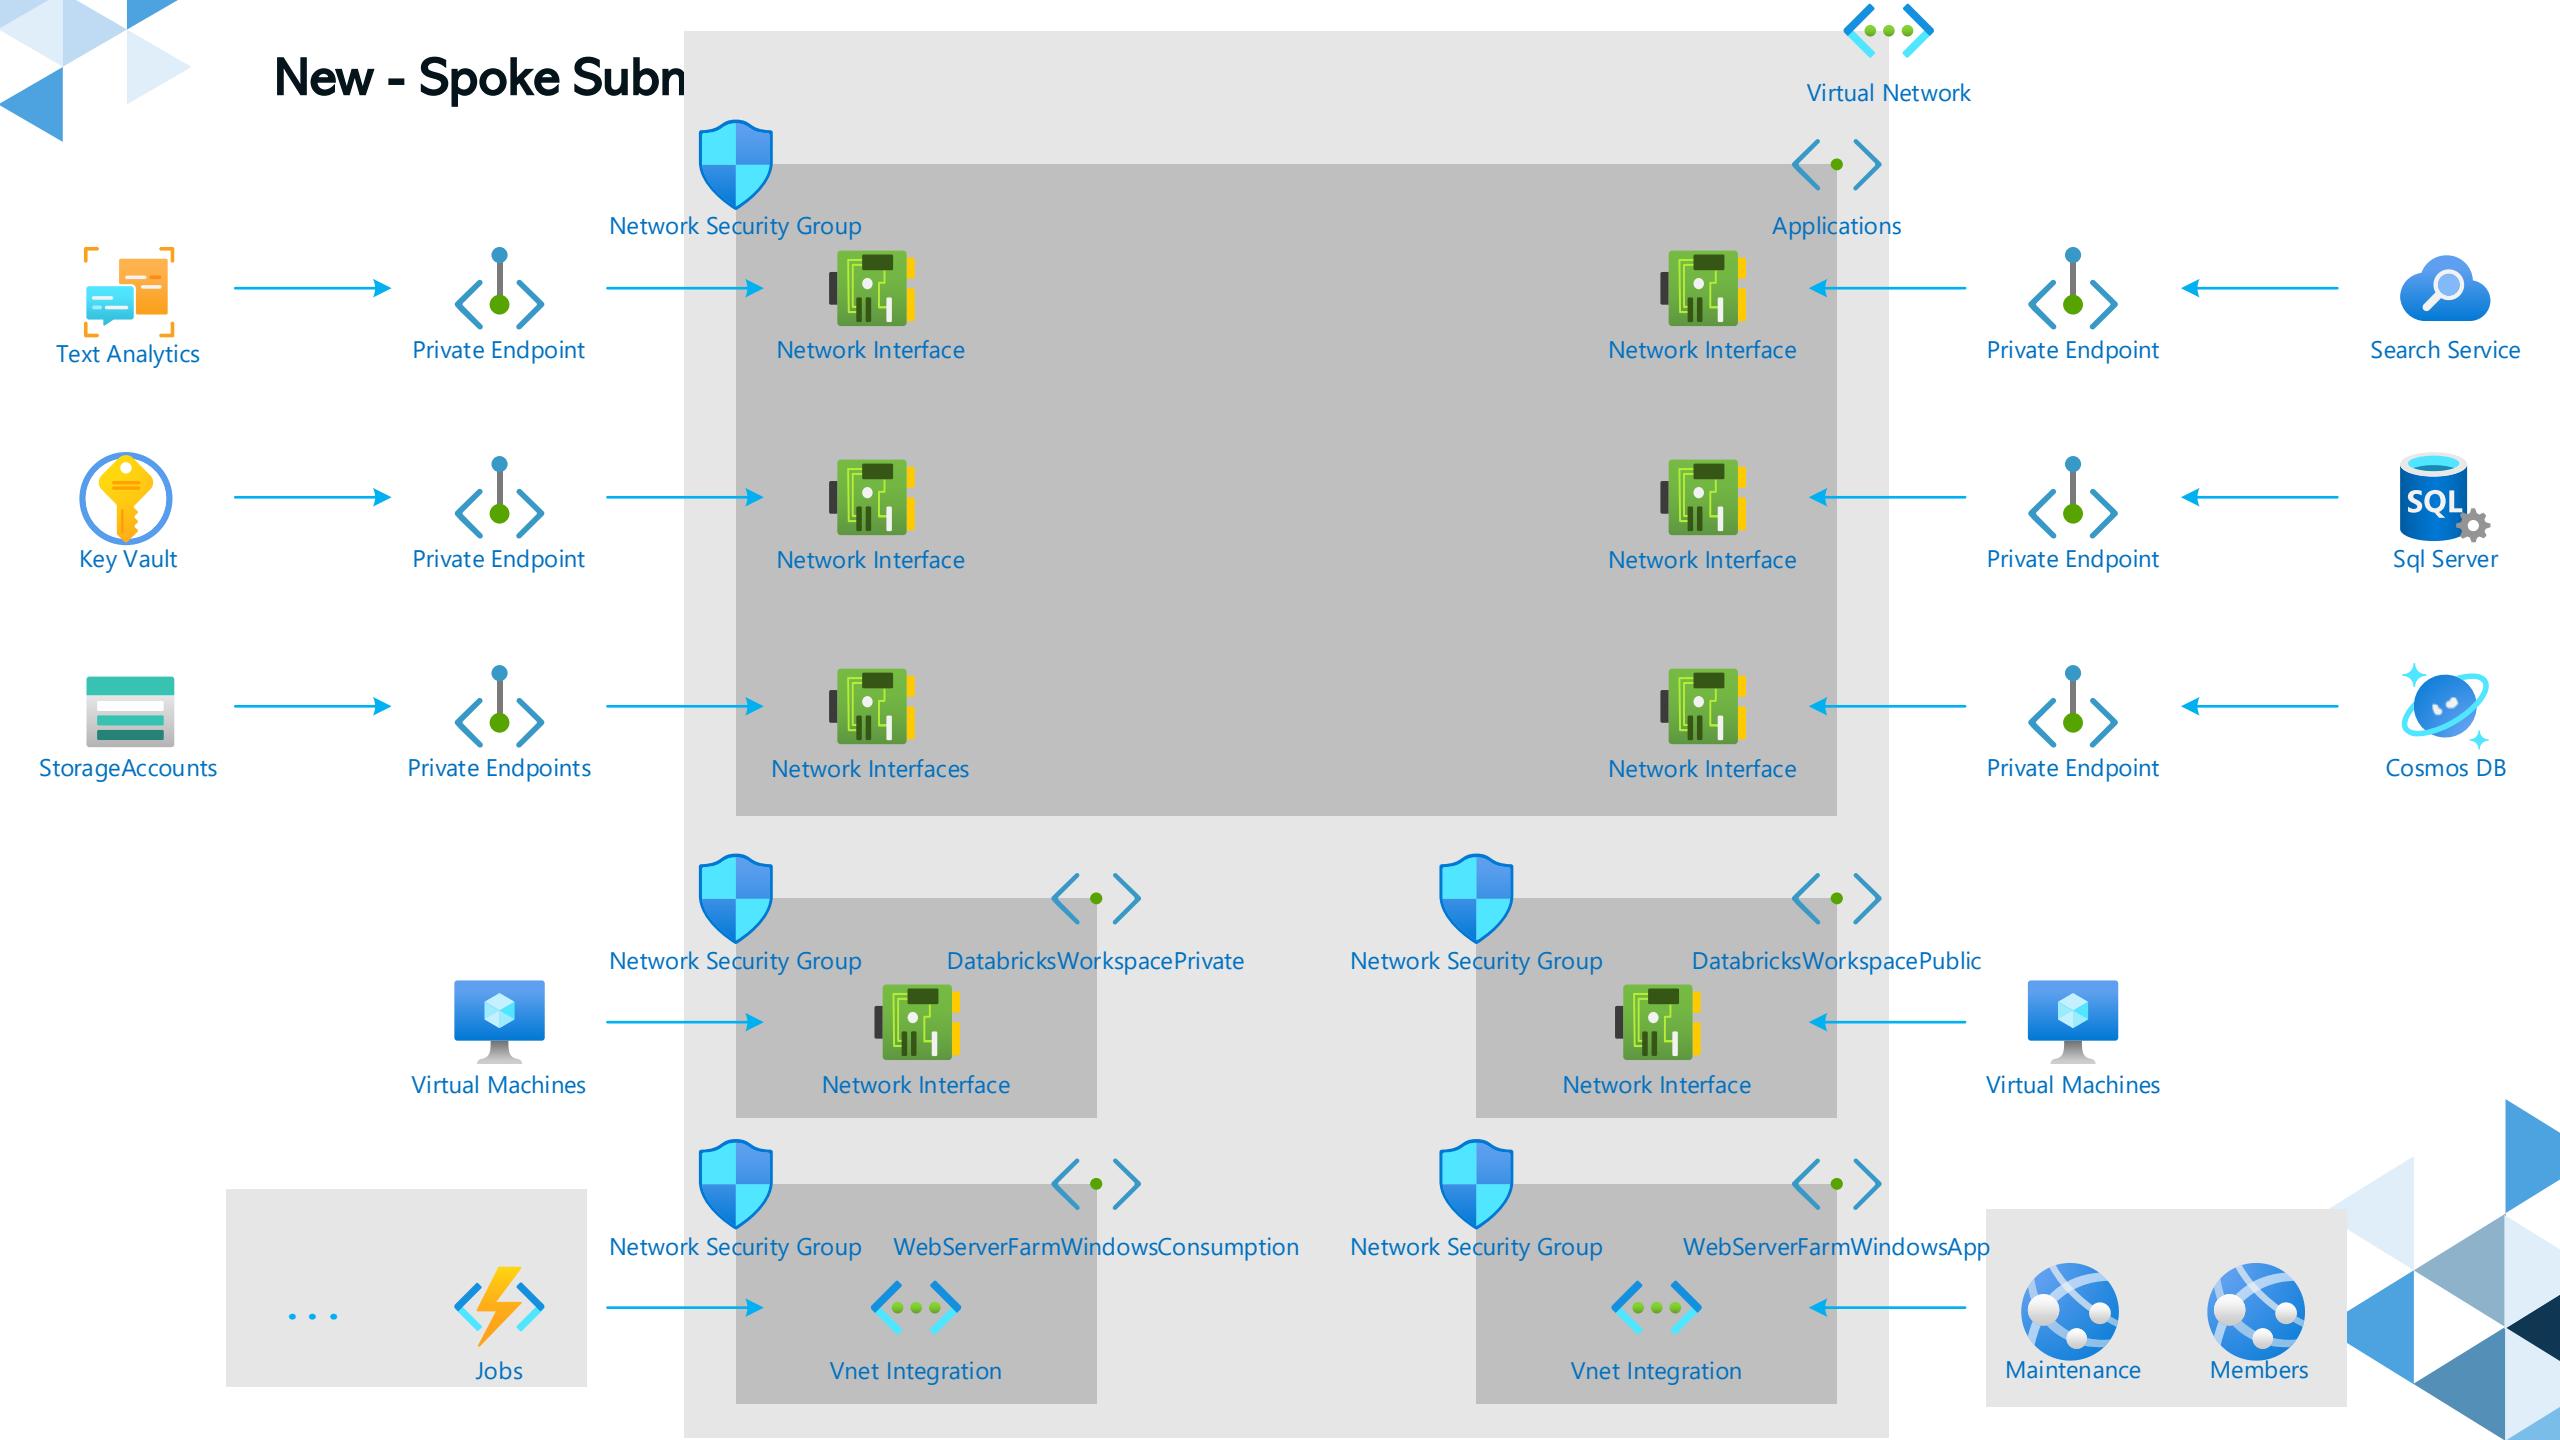 Virtual Network
New - Spoke Subn
Network Security Group
Applications
Text Analytics
Private Endpoint
Network Interface
Network Interface
Private Endpoint
Search Service
Key Vault
Private Endpoint
Network Interface
Network Interface
Private Endpoint
SQL
Sql Server
StorageAccounts
Private Endpoints
Network Interfaces
Network Interface
Private Endpoint
Cosmos DB
Network Security Group
DatabricksWorkspacePrivate
Network Security Group
DatabricksWorkspacePublic
Virtual Machines
Network Interface
Network Interface
Virtual Machines
Network Security Group
WebServerFarmWindowsConsumption
Network Security Group
WebServerFarmWindowsApp
...
Jobs
Vnet Integration
Vnet Integration
Maintenance
Members